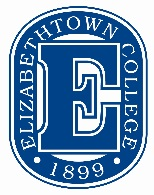 ELIZABETHTOWN COLLEGE
E
• 1899 •